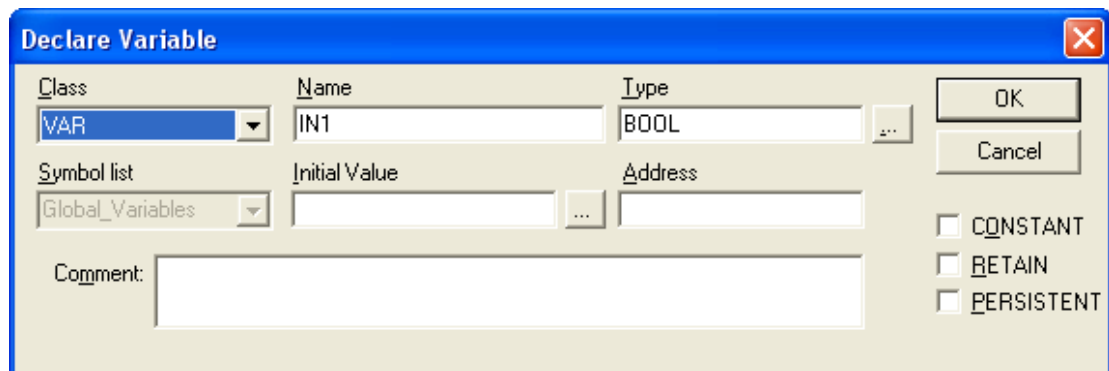 Declare Variable
Class Name Type
VAR IN1 BOOL ... OK
Cancel
Symbol list Initial Value Address
Global_Variables ...
CONSTANT
Comment: RETAIN
PERSISTENT